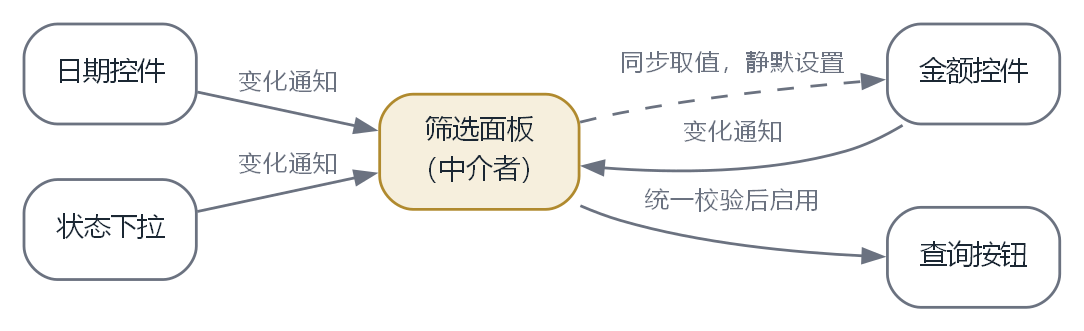 日期控件
变化通知
状态下拉
变化通知
筛选面板
（中介者）
同步取值，静默设置
金额控件
变化通知
统一校验后启用
查询按钮